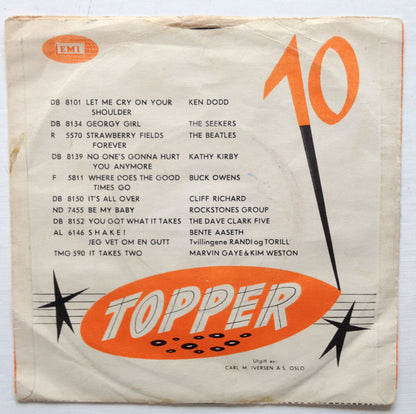 EMI
10
DB 8101 LET ME CRY ON YOUR SHOULDER KEN DODD
DB 8134 GEORGY GIRL THE SEEKERS
R 5570 STRAWBERRY FIELDS FOREVER THE BEATLES
DB 8139 NO ONE'S GONNA HURT YOU ANYMORE KATHY KIRBY
F 5811 WHERE DOES THE GOOD TIMES GO BUCK OWENS
DB 8150 IT'S ALL OVER CLIFF RICHARD
ND 7455 BE MY BABY ROCKSTONES GROUP
DB 8152 YOU GOT WHAT IT TAKES THE DAVE CLARK FIVE
AL 6146 SHAKE! BENTE AASETH
JEG VET OM EN GUTT Tvillingene RANDI og TORILL
TMG 590 IT TAKES TWO MARVIN GAYE & KIM WESTON
TOPPER
Utgitt av:
CARL M. IVERSEN A.S. OSLO